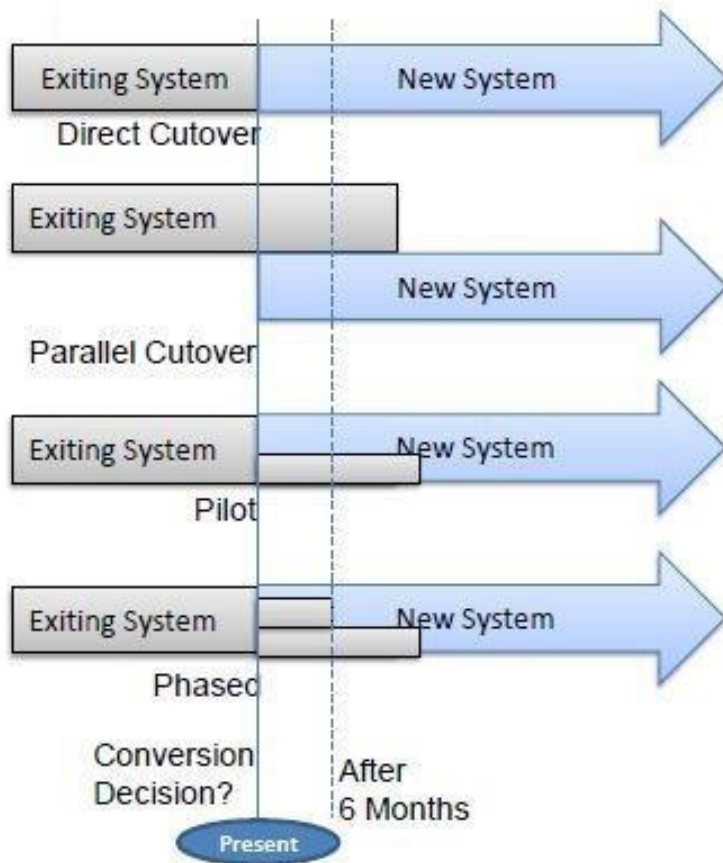 Exiting System
New System
Direct Cutover
Exiting System
New System
Parallel Cutover
Exiting System
New System
Pilot
Exiting System
New System
Phased
Conversion
Decision?
After
6 Months
Present